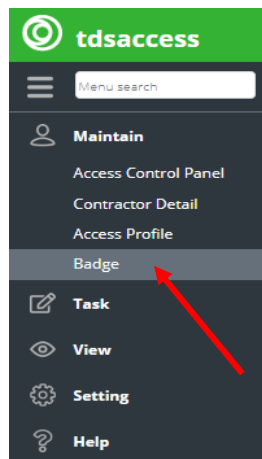 tdsaccess
Menu search
Maintain
Access Control Panel
Contractor Detail
Access Profile
Badge
Task
View
Setting
Help